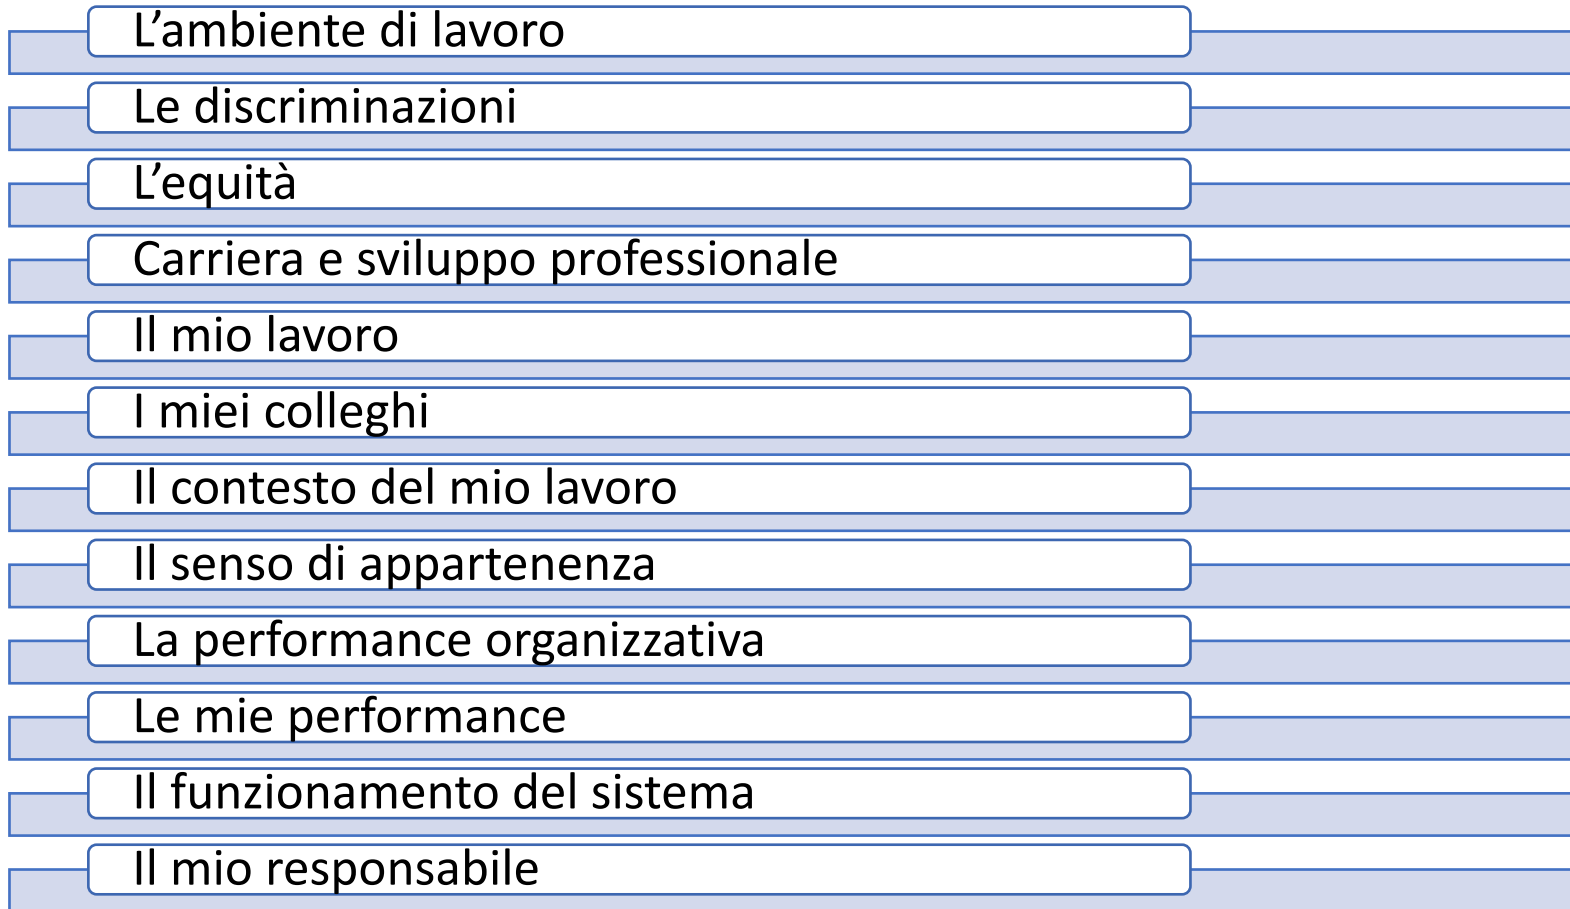 L’ambiente di lavoro
Le discriminazioni
L’equità
Carriera e sviluppo professionale
Il mio lavoro
I miei colleghi
Il contesto del mio lavoro
Il senso di appartenenza
La performance organizzativa
Le mie performance
Il funzionamento del sistema
Il mio responsabile